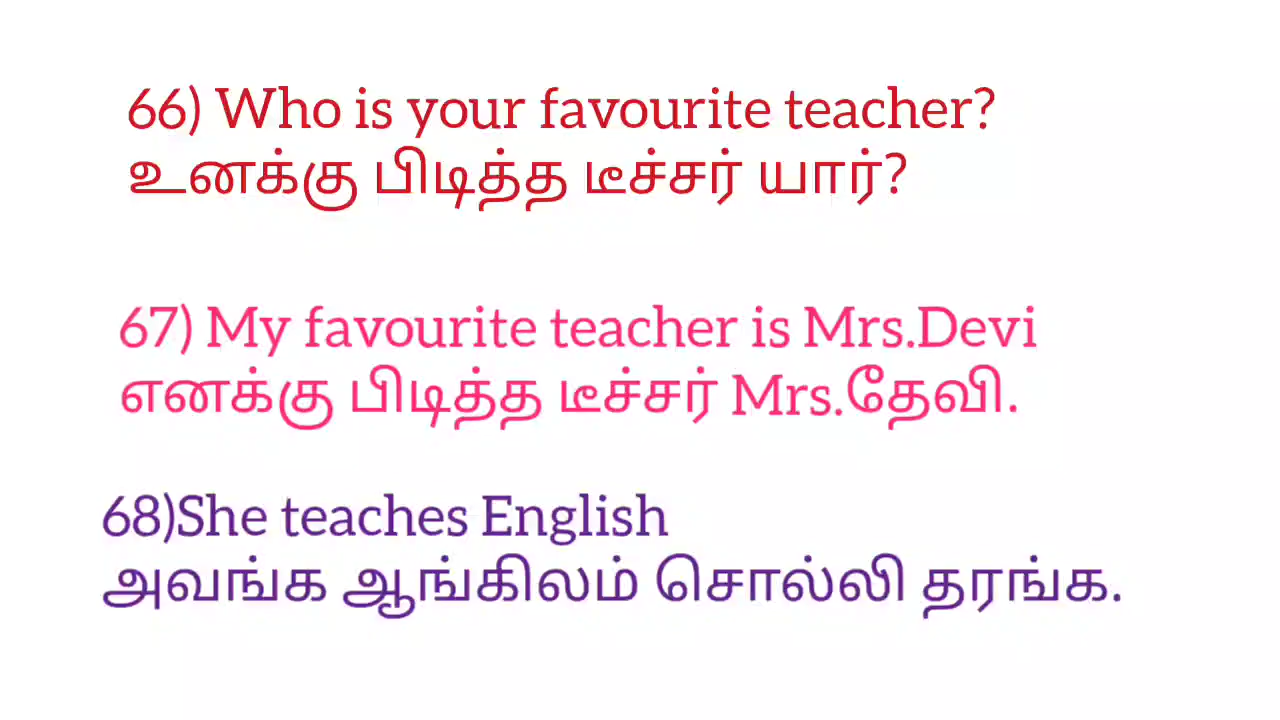 66) Who is your favourite teacher?
உனக்கு பிடித்த டீச்சர் யார்?
67) My favourite teacher is Mrs.Devi
எனக்கு பிடித்த டீச்சர் Mrs.தேவி.
68)She teaches English
அவங்க ஆங்கிலம் சொல்லி தரங்க.